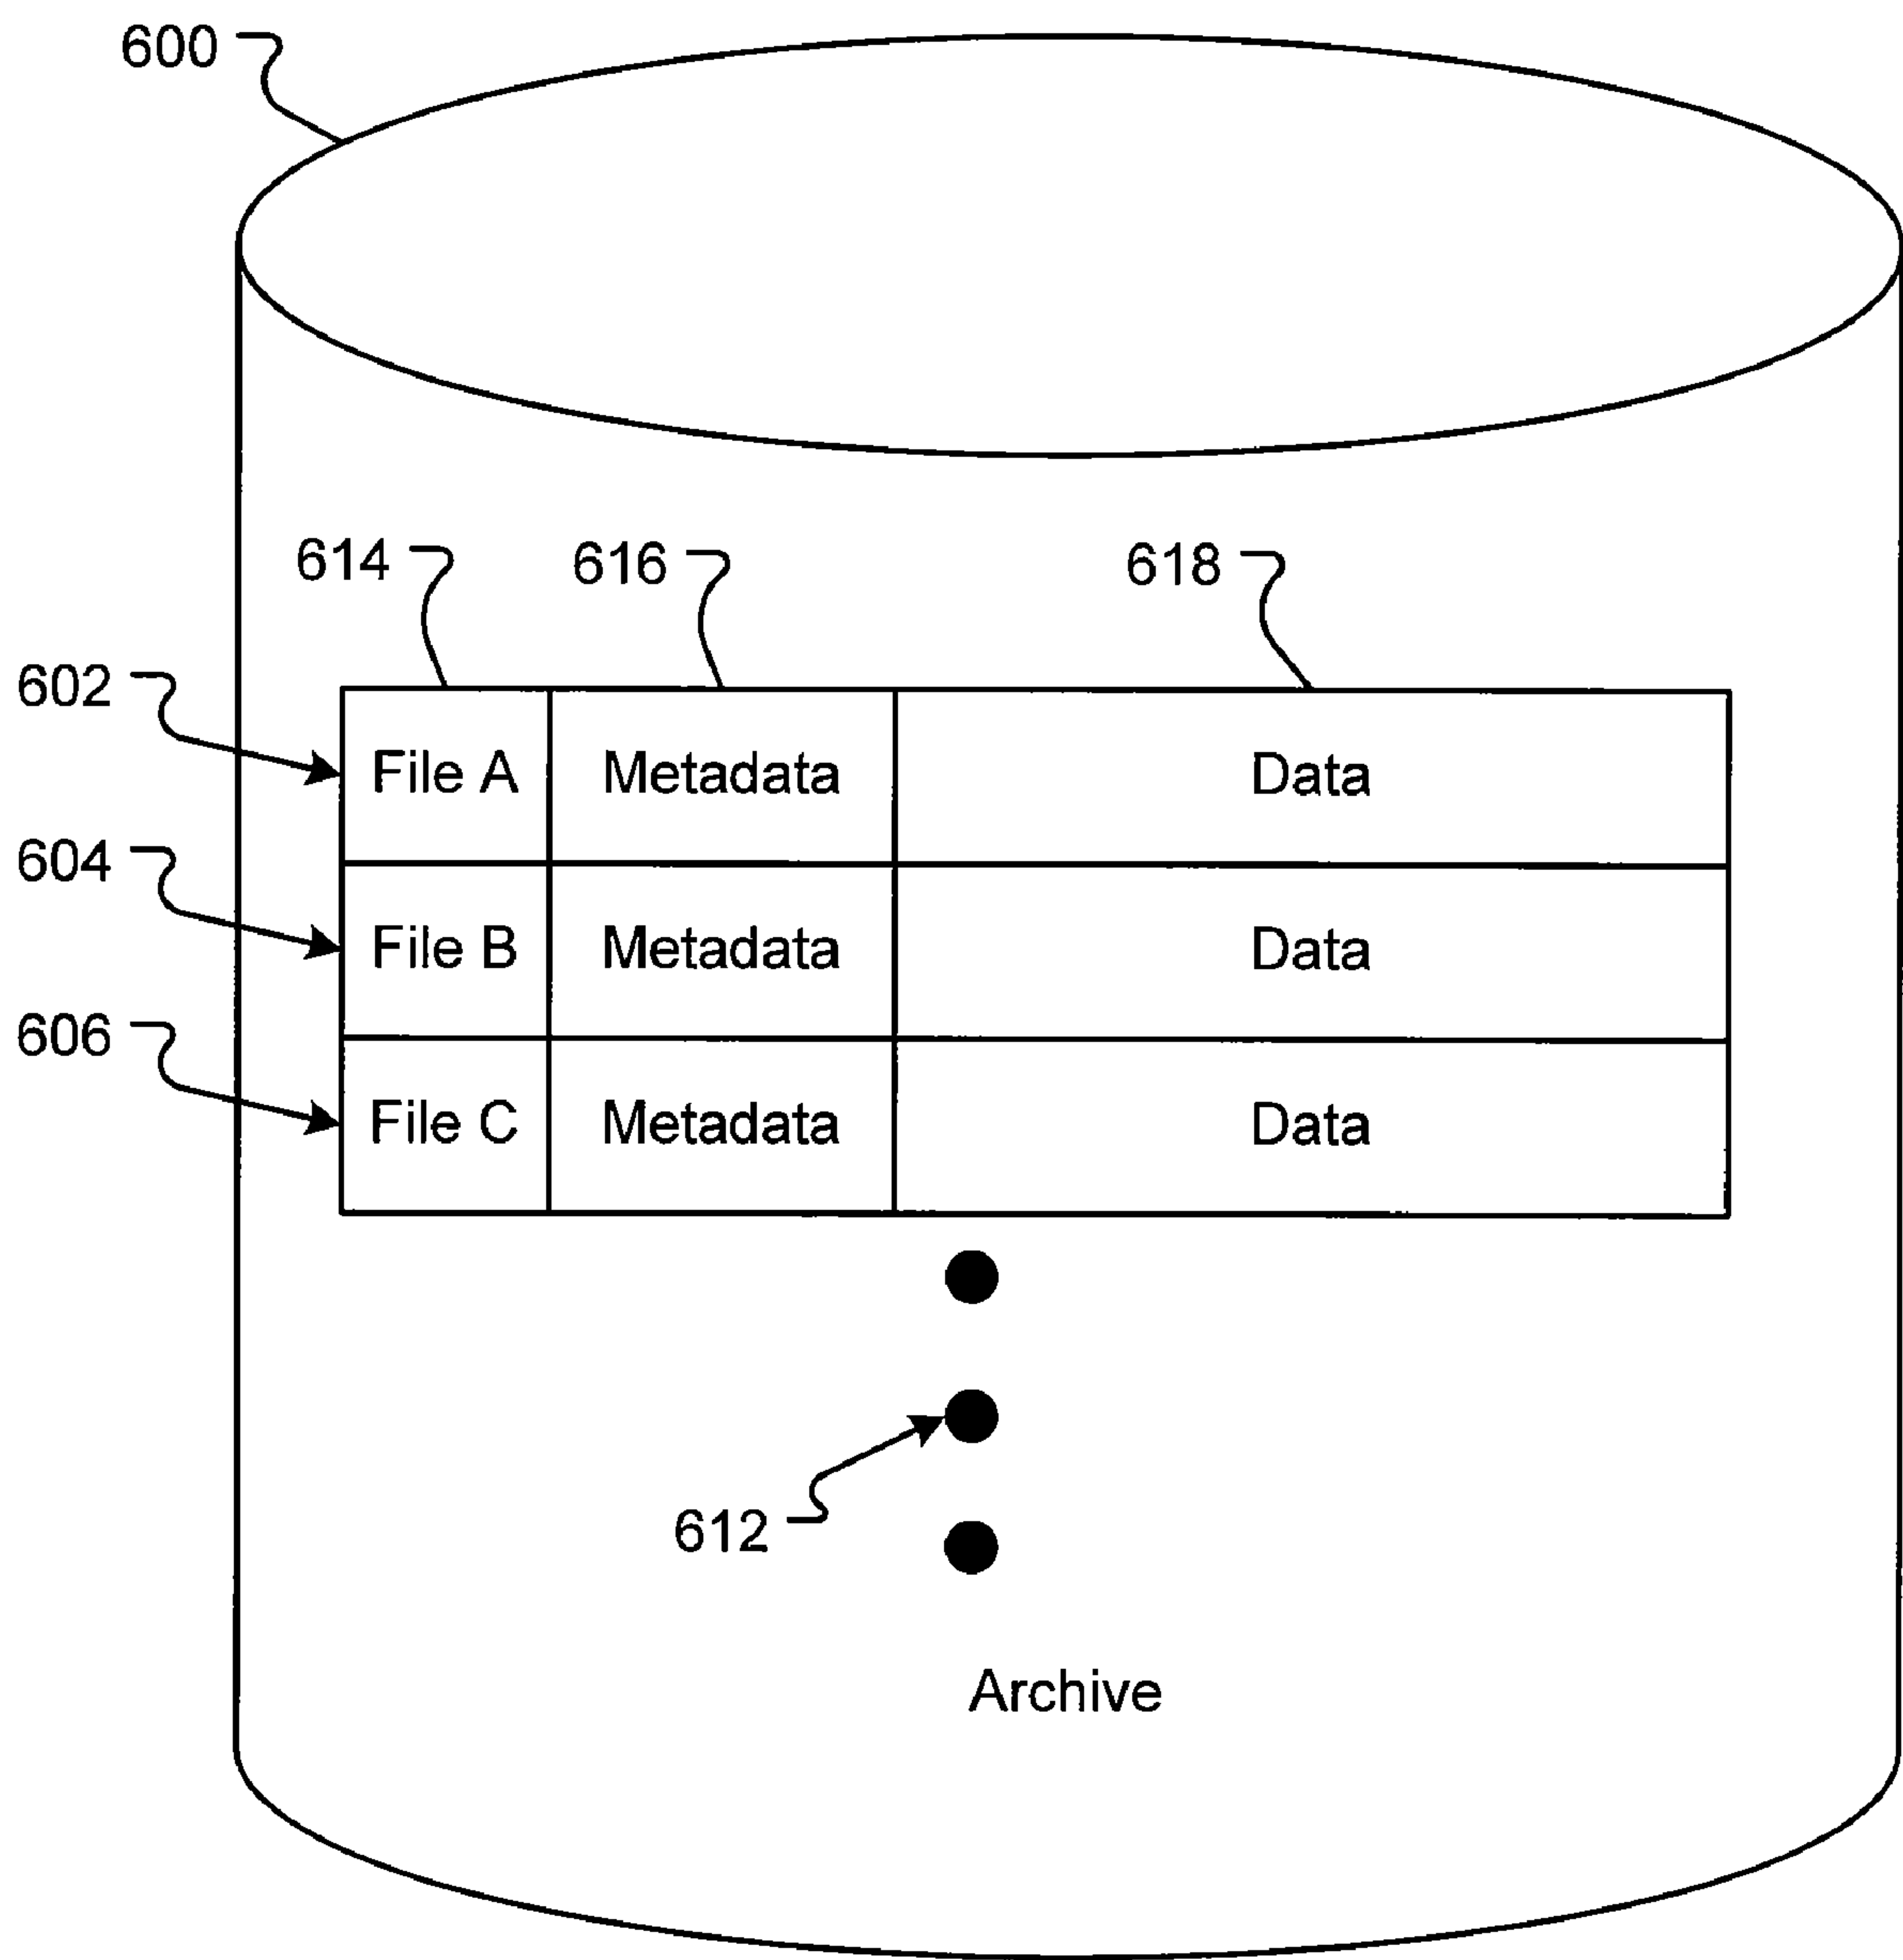 600
614 616 618
602
File A Metadata Data
604
File B Metadata Data
606
File C Metadata Data
612
Archive